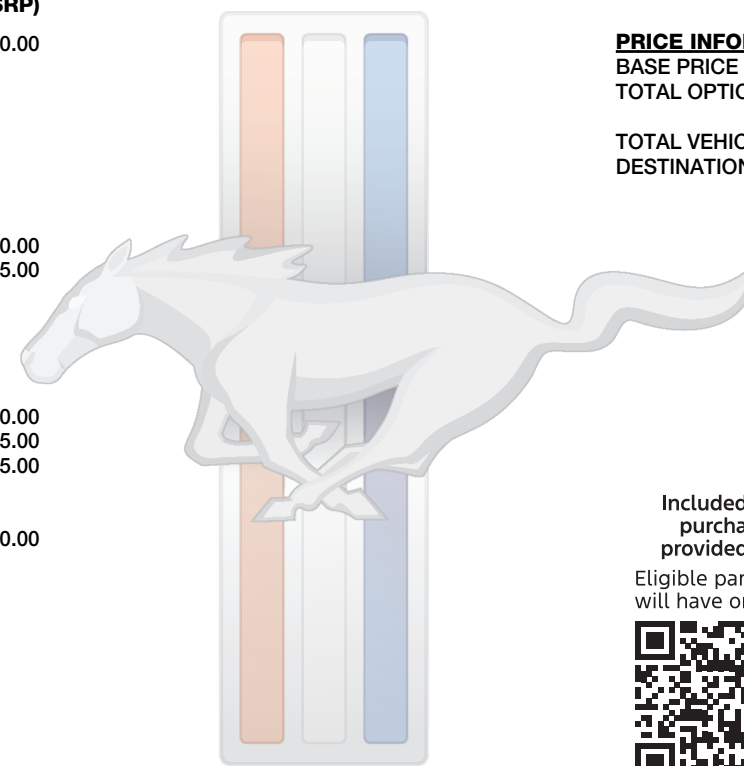 SRP)
0.00
0.00
5.00
0.00
5.00
5.00
0.00
PRICE INFO
BASE PRICE
TOTAL OPTIO
TOTAL VEHIC
DESTINATION
Included
purcha
provided
Eligible par
will have o